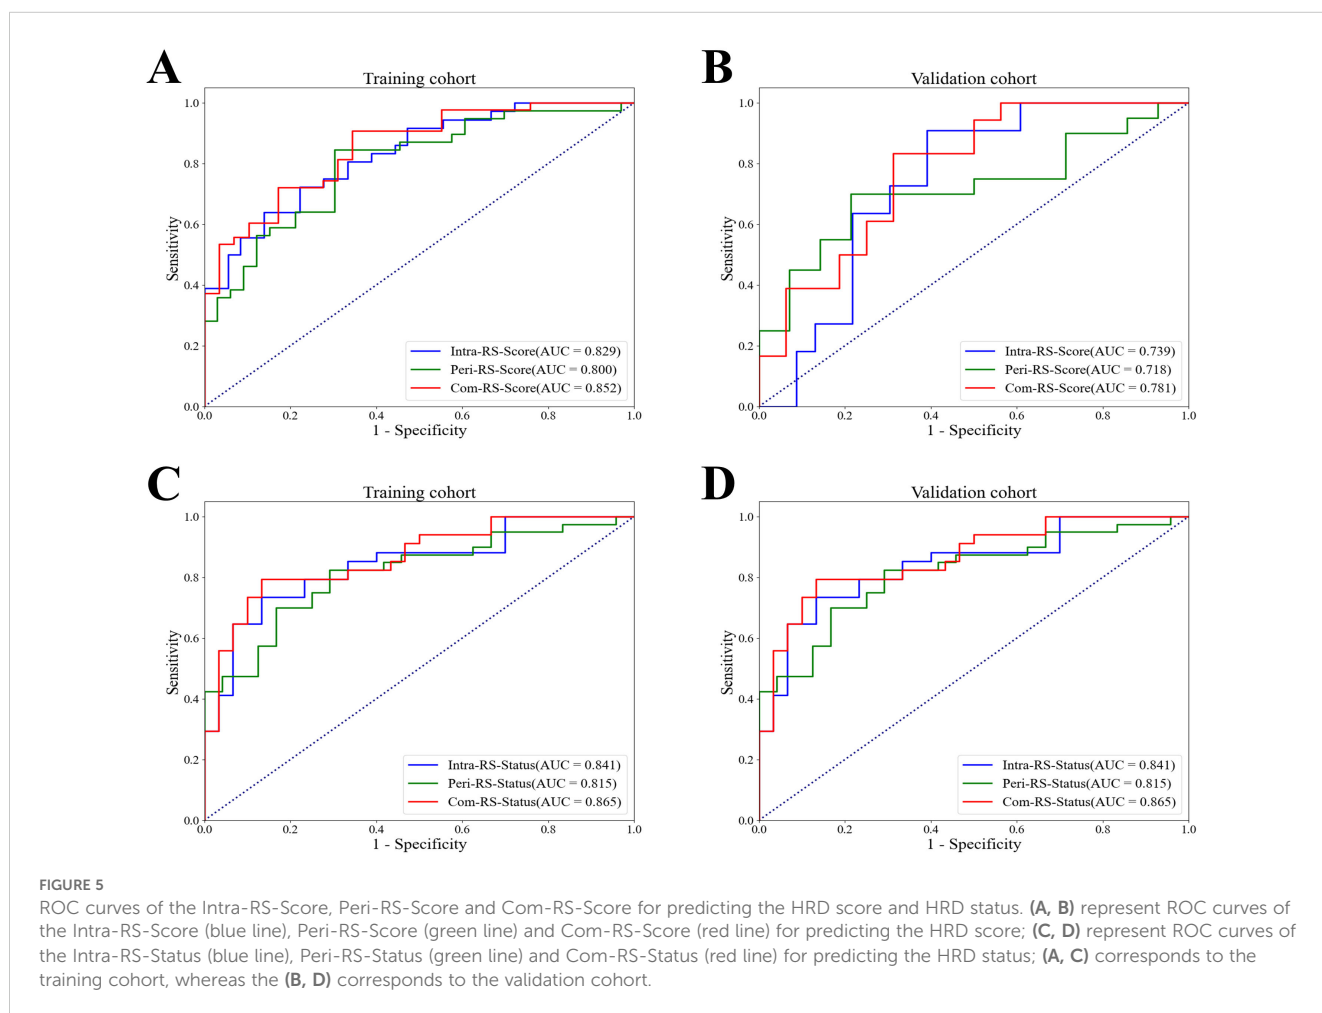 A
Training cohort
Sensitivity
1.0
0.8
0.6
0.4
0.2
0.0
0.0 0.2 0.4 0.6 0.8 1.0
1 - Specificity
Intra-RS-Score(AUC = 0.829)
Peri-RS-Score(AUC = 0.800)
Com-RS-Score(AUC = 0.852)
B
Validation cohort
Sensitivity
1.0
0.8
0.6
0.4
0.2
0.0
0.0 0.2 0.4 0.6 0.8 1.0
1 - Specificity
Intra-RS-Score(AUC = 0.739)
Peri-RS-Score(AUC = 0.718)
Com-RS-Score(AUC = 0.781)
C
Training cohort
Sensitivity
1.0
0.8
0.6
0.4
0.2
0.0
0.0 0.2 0.4 0.6 0.8 1.0
1 - Specificity
Intra-RS-Status(AUC = 0.841)
Peri-RS-Status(AUC = 0.815)
Com-RS-Status(AUC = 0.865)
D
Validation cohort
Sensitivity
1.0
0.8
0.6
0.4
0.2
0.0
0.0 0.2 0.4 0.6 0.8 1.0
1 - Specificity
Intra-RS-Status(AUC = 0.841)
Peri-RS-Status(AUC = 0.815)
Com-RS-Status(AUC = 0.865)
FIGURE 5
ROC curves of the Intra-RS-Score, Peri-RS-Score and Com-RS-Score for predicting the HRD score and HRD status. (A, B) represent ROC curves of
the Intra-RS-Score (blue line), Peri-RS-Score (green line) and Com-RS-Score (red line) for predicting the HRD score; (C, D) represent ROC curves of
the Intra-RS-Status (blue line), Peri-RS-Status (green line) and Com-RS-Status (red line) for predicting the HRD status; (A, C) corresponds to the
training cohort, whereas the (B, D) corresponds to the validation cohort.